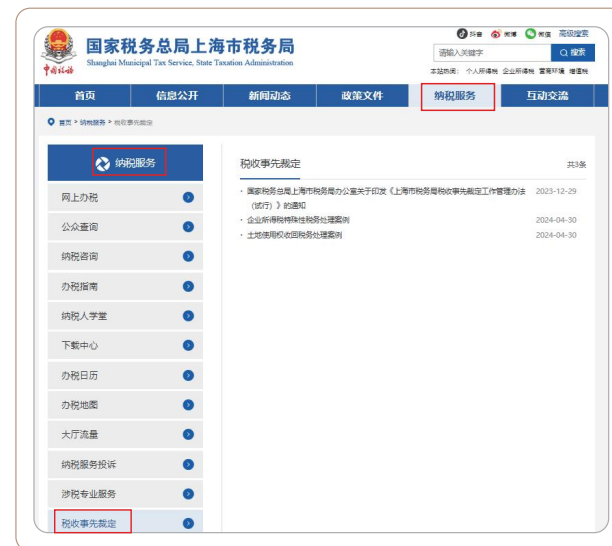 抖音 微博 微信 高级搜索
国家税务总局上海市税务局
Shanghai Municipal Tax Service, State Taxation Administration
中国税务
请输入关键字 搜索
本站热词： 个人所得税 企业所得税 营商环境 增值税
首页 信息公开 新闻动态 政策文件 纳税服务 互动交流
首页 > 纳税服务 > 税收事先裁定
纳税服务
税收事先裁定 共3条
· 国家税务总局上海市税务局办公室关于印发《上海市税务局税收事先裁定工作管理办法 2023-12-29
（试行）》的通知
· 企业所得税特殊性税务处理案例 2024-04-30
· 土地使用权收回税务处理案例 2024-04-30
网上办税
公众查询
纳税咨询
办税指南
纳税人学堂
下载中心
办税日历
办税地图
大厅流量
纳税服务投诉
涉税专业服务
税收事先裁定